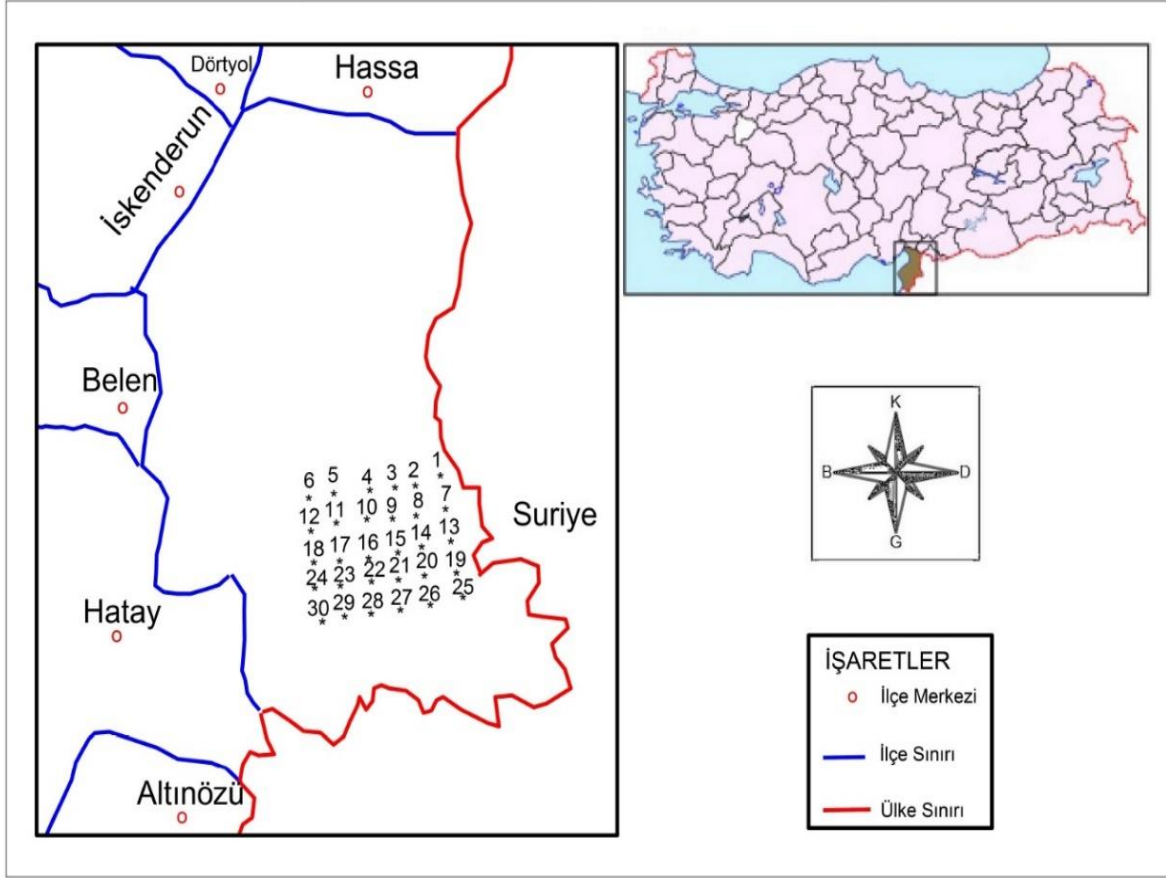 Dörtyol
Hassa
İskenderun
Belen
Suriye
Hatay
Altınözü
6 5 4 3 2 1
12 11 10 9 8 7
18 17 16 15 14 13
24 23 22 21 20 19
30 29 28 27 26 25
K
B D
G
İŞARETLER
İlçe Merkezi
İlçe Sınırı
Ülke Sınırı